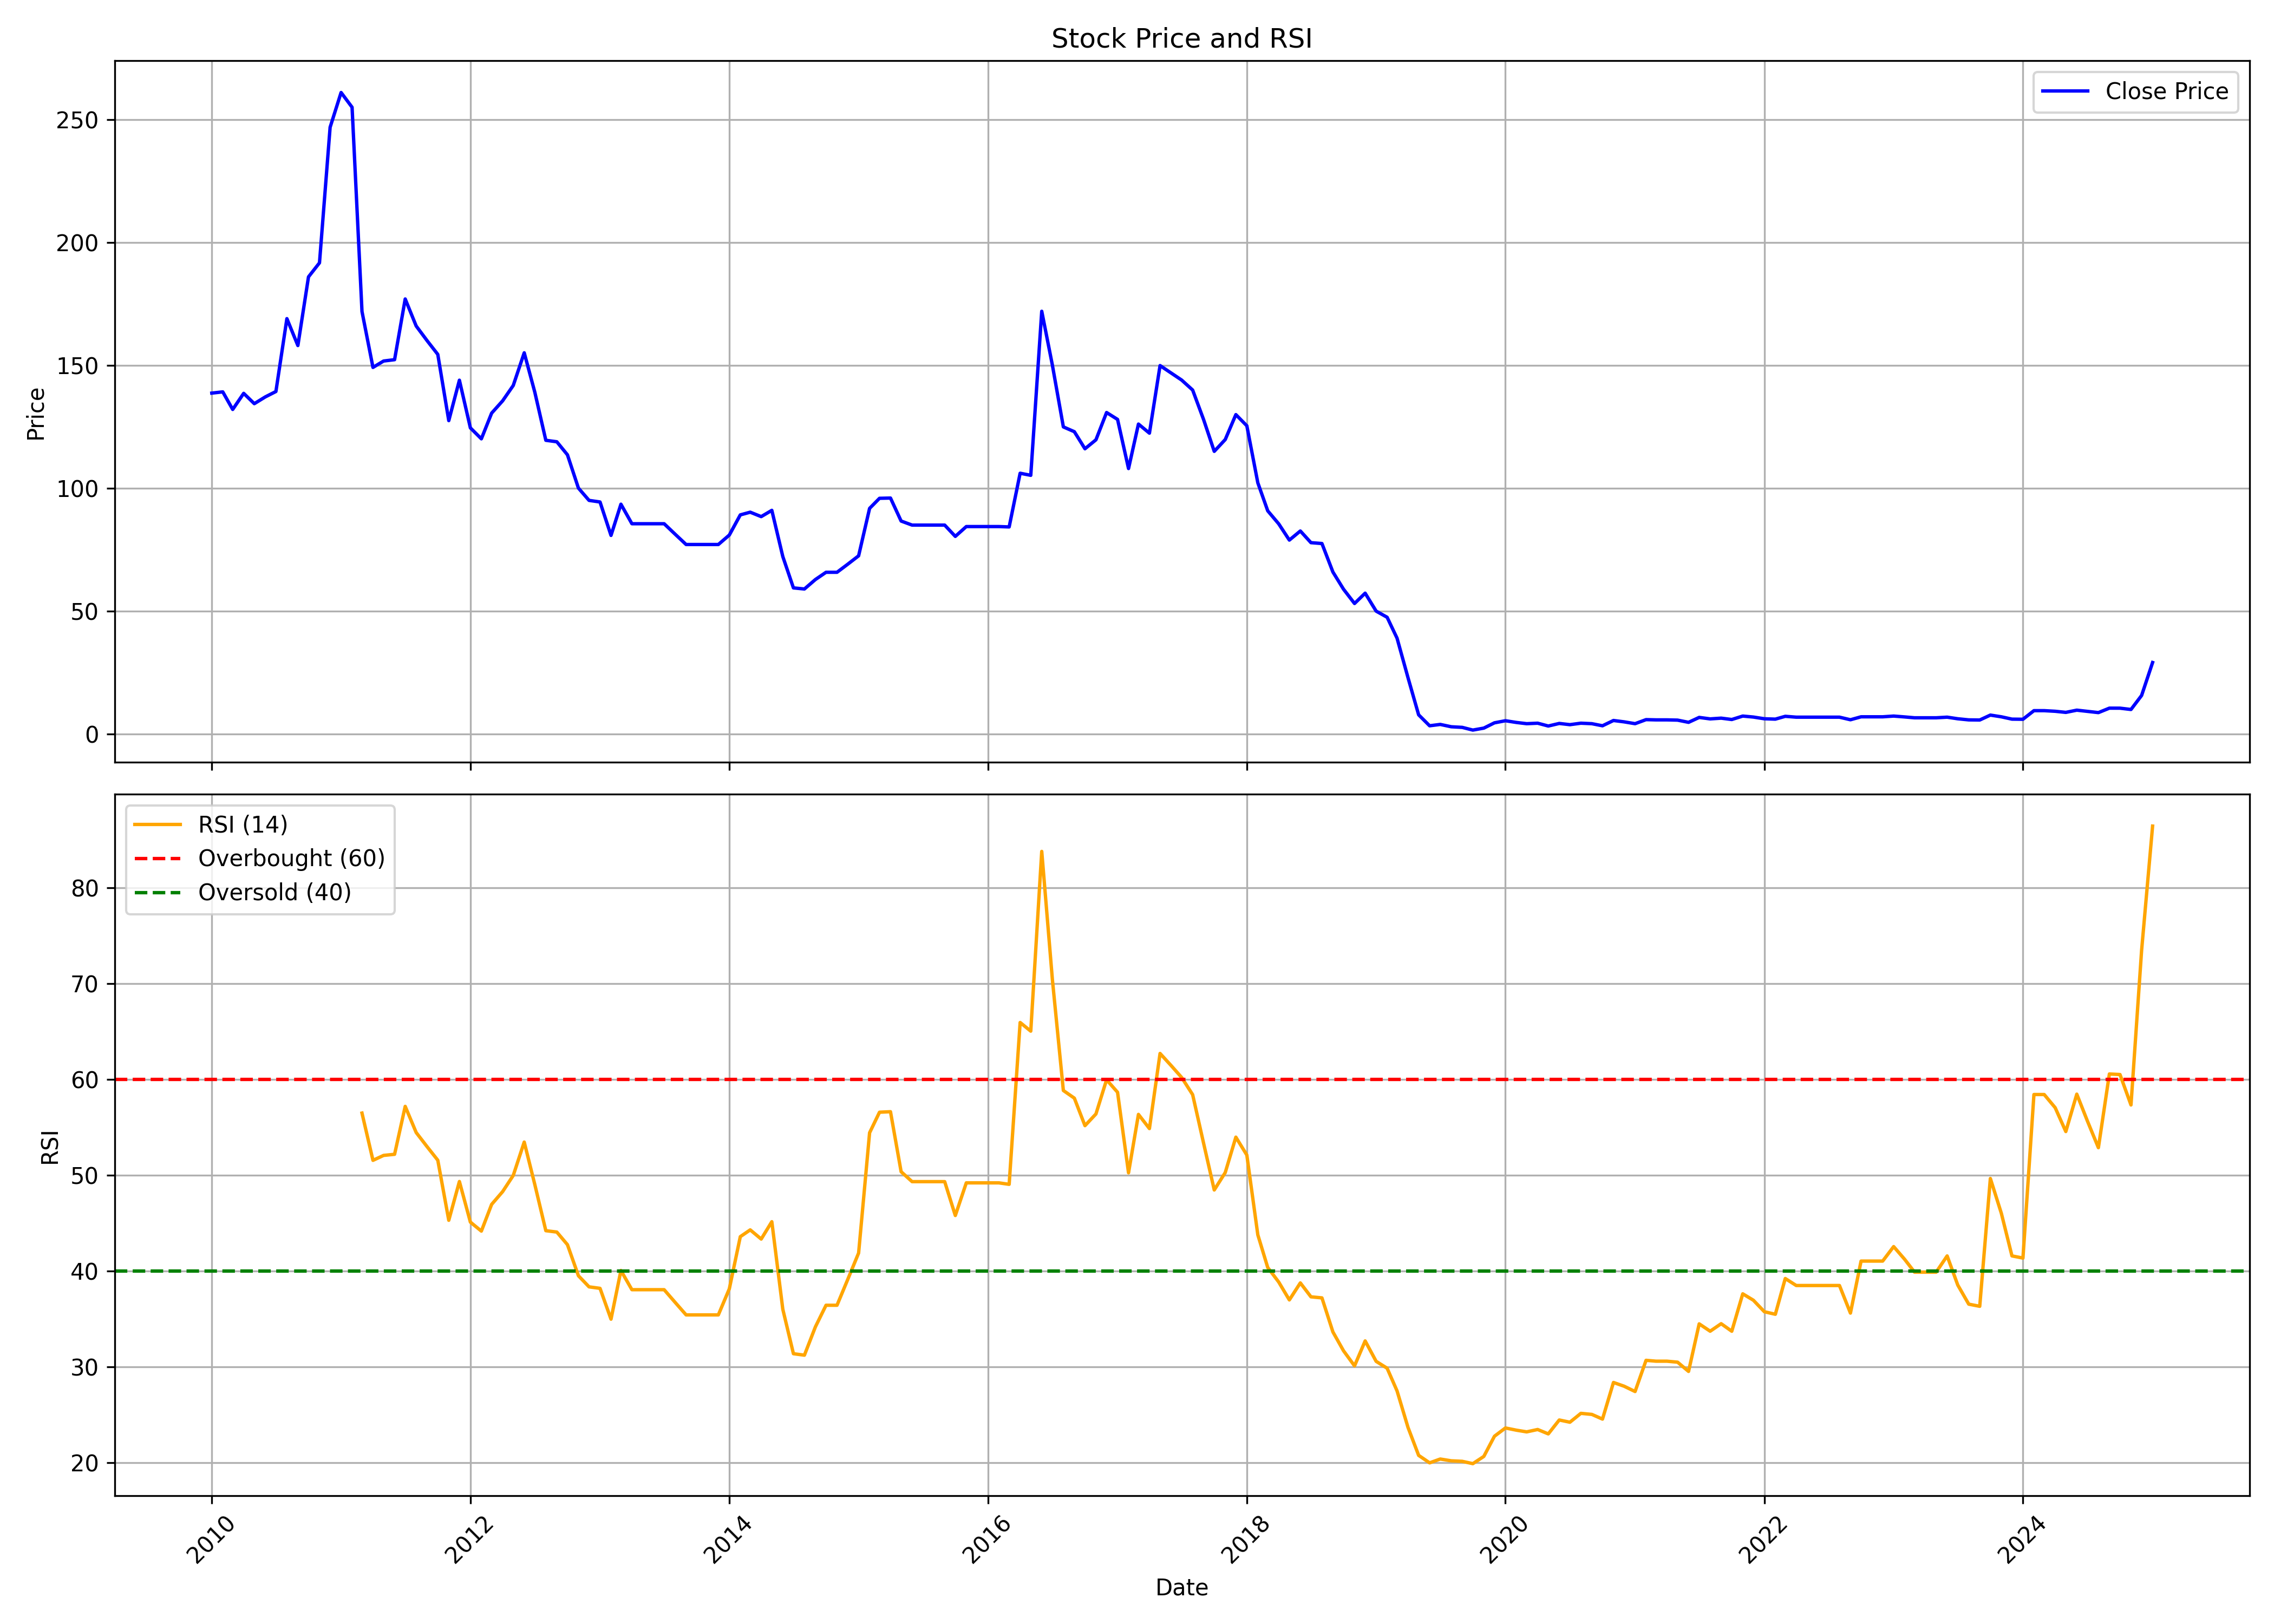 Stock Price and RSI
Close Price
250
200
150
100
50
0
Price
RSI (14)
Overbought (60)
Oversold (40)
80
70
60
50
40
30
20
RSI
2010 2012 2014 2016 2018 2020 2022 2024
Date